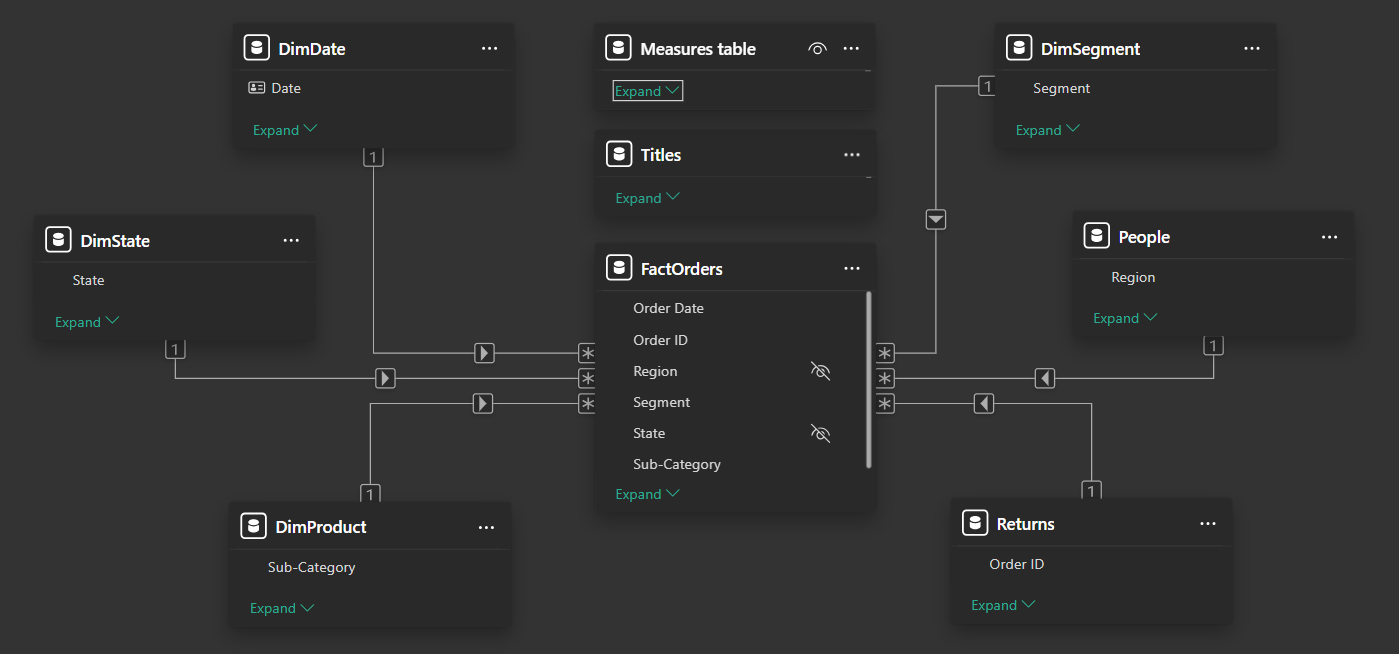 DimDate
Date
Expand
Measures table
Expand
DimSegment
Segment
Expand
1
1
Titles
Expand
DimState
State
Expand
People
Region
Expand
FactOrders
Order Date
Order ID
Region
Segment
State
Sub-Category
Expand
1
1
*
*
*
*
*
*
1
1
DimProduct
Sub-Category
Expand
Returns
Order ID
Expand